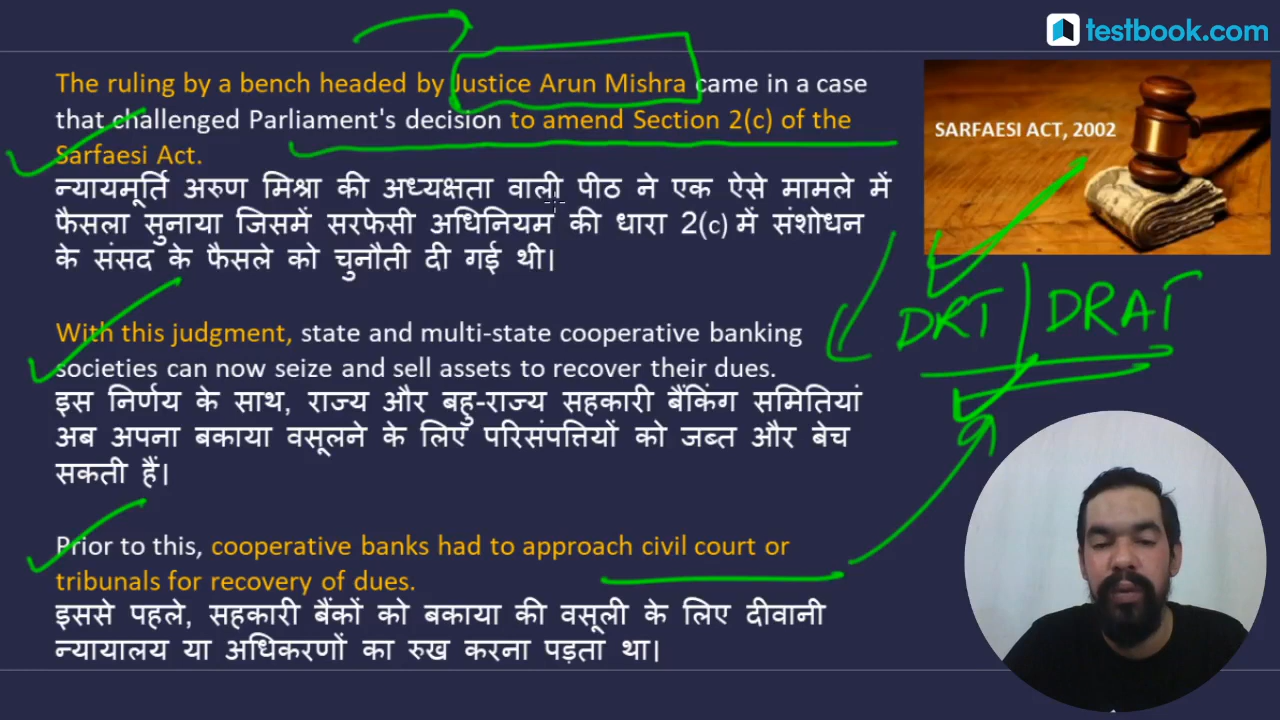 testbook.com
The ruling by a bench headed by Justice Arun Mishra came in a case
that challenged Parliament's decision to amend Section 2(c) of the
Sarfaesi Act.
न्यायमूर्ति अरुण मिश्रा की अध्यक्षता वाली पीठ ने एक ऐसे मामले में
फैसला सुनाया जिसमें सरफेसी अधिनियम की धारा 2(c) में संशोधन
के संसद के फैसले को चुनौती दी गई थी।
SARFAESI ACT, 2002
DRT | DRAT
With this judgment, state and multi-state cooperative banking
societies can now seize and sell assets to recover their dues.
इस निर्णय के साथ, राज्य और बहु-राज्य सहकारी बैंकिंग समितियां
अब अपना बकाया वसूलने के लिए परिसंपत्तियों को जब्त और बेच
सकती हैं।
Prior to this, cooperative banks had to approach civil court or
tribunals for recovery of dues.
इससे पहले, सहकारी बैंकों को बकाया की वसूली के लिए दीवानी
न्यायालय या अधिकरणों का रुख करना पड़ता था।